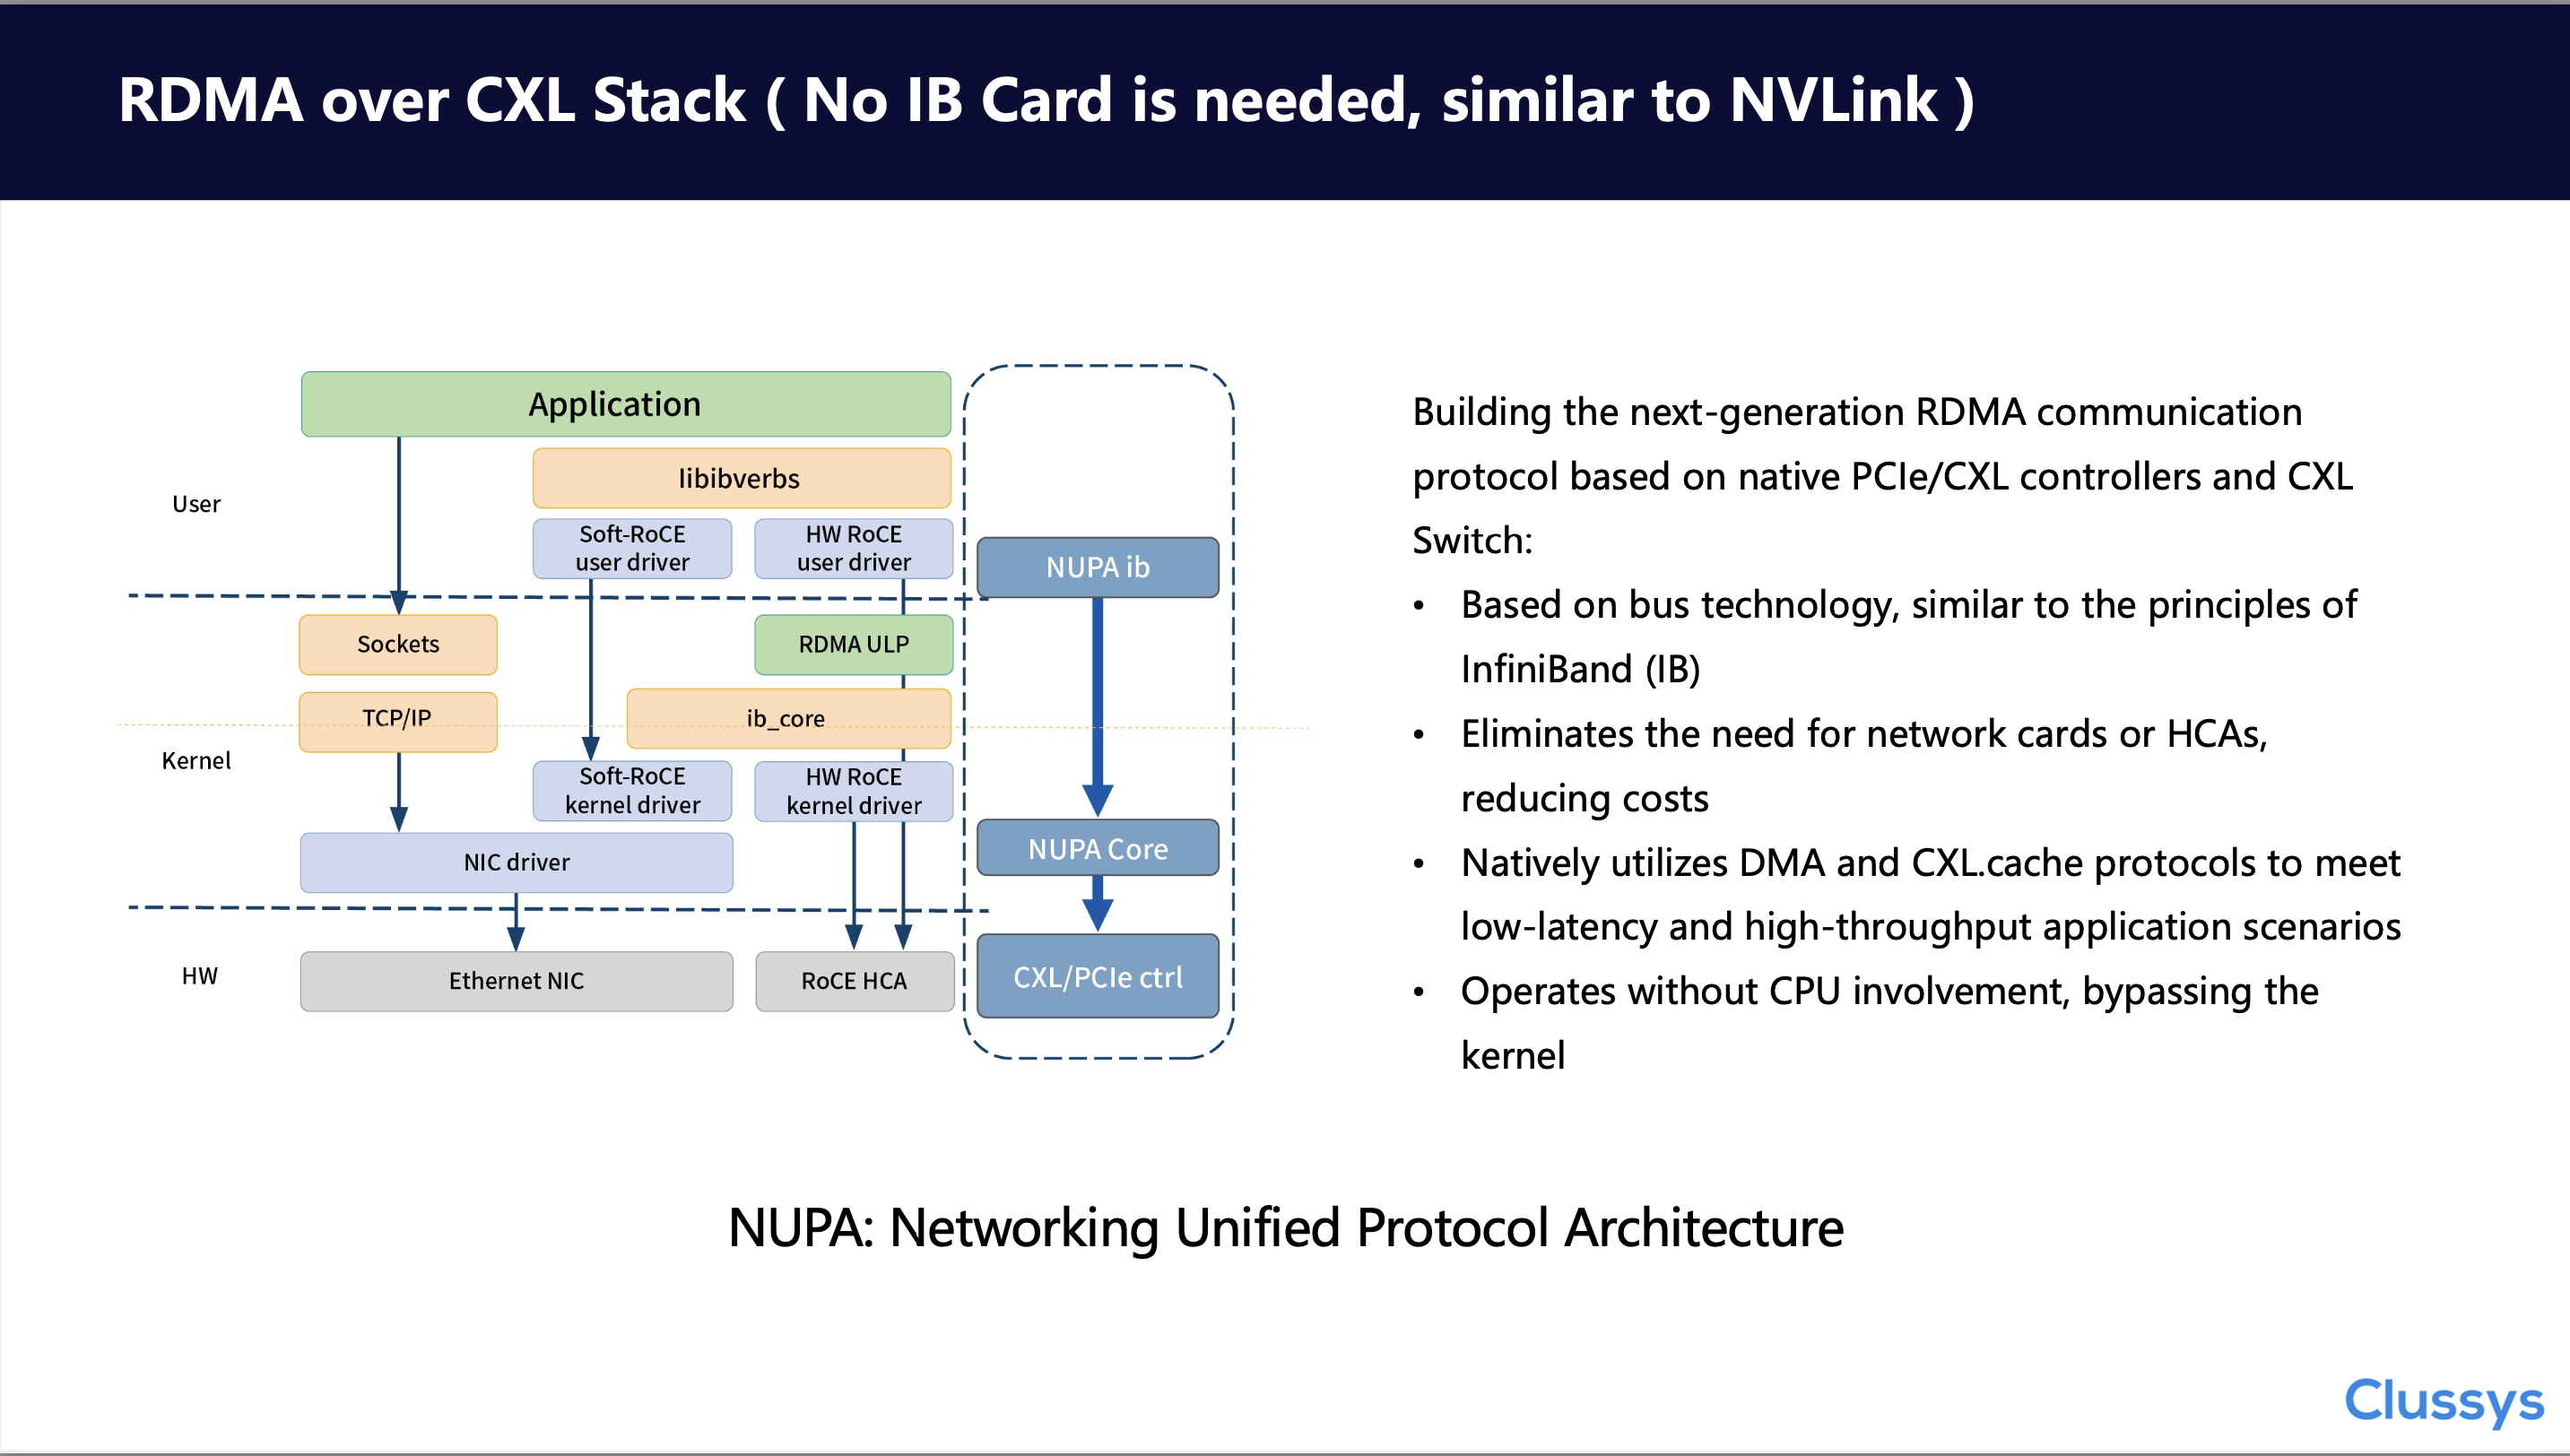 RDMA over CXL Stack ( No IB Card is needed, similar to NVLink )
Application
libibverbs
User
Soft-RoCE
user driver
HW RoCE
user driver
NUPA ib
Sockets
RDMA ULP
TCP/IP
ib_core
Kernel
Soft-RoCE
kernel driver
HW RoCE
kernel driver
NUPA Core
NIC driver
HW
Ethernet NIC
RoCE HCA
CXL/PCIe ctrl
Building the next-generation RDMA communication
protocol based on native PCIe/CXL controllers and CXL
Switch:
• Based on bus technology, similar to the principles of
InfiniBand (IB)
• Eliminates the need for network cards or HCAs,
reducing costs
• Natively utilizes DMA and CXL.cache protocols to meet
low-latency and high-throughput application scenarios
• Operates without CPU involvement, bypassing the
kernel
NUPA: Networking Unified Protocol Architecture
Clussys